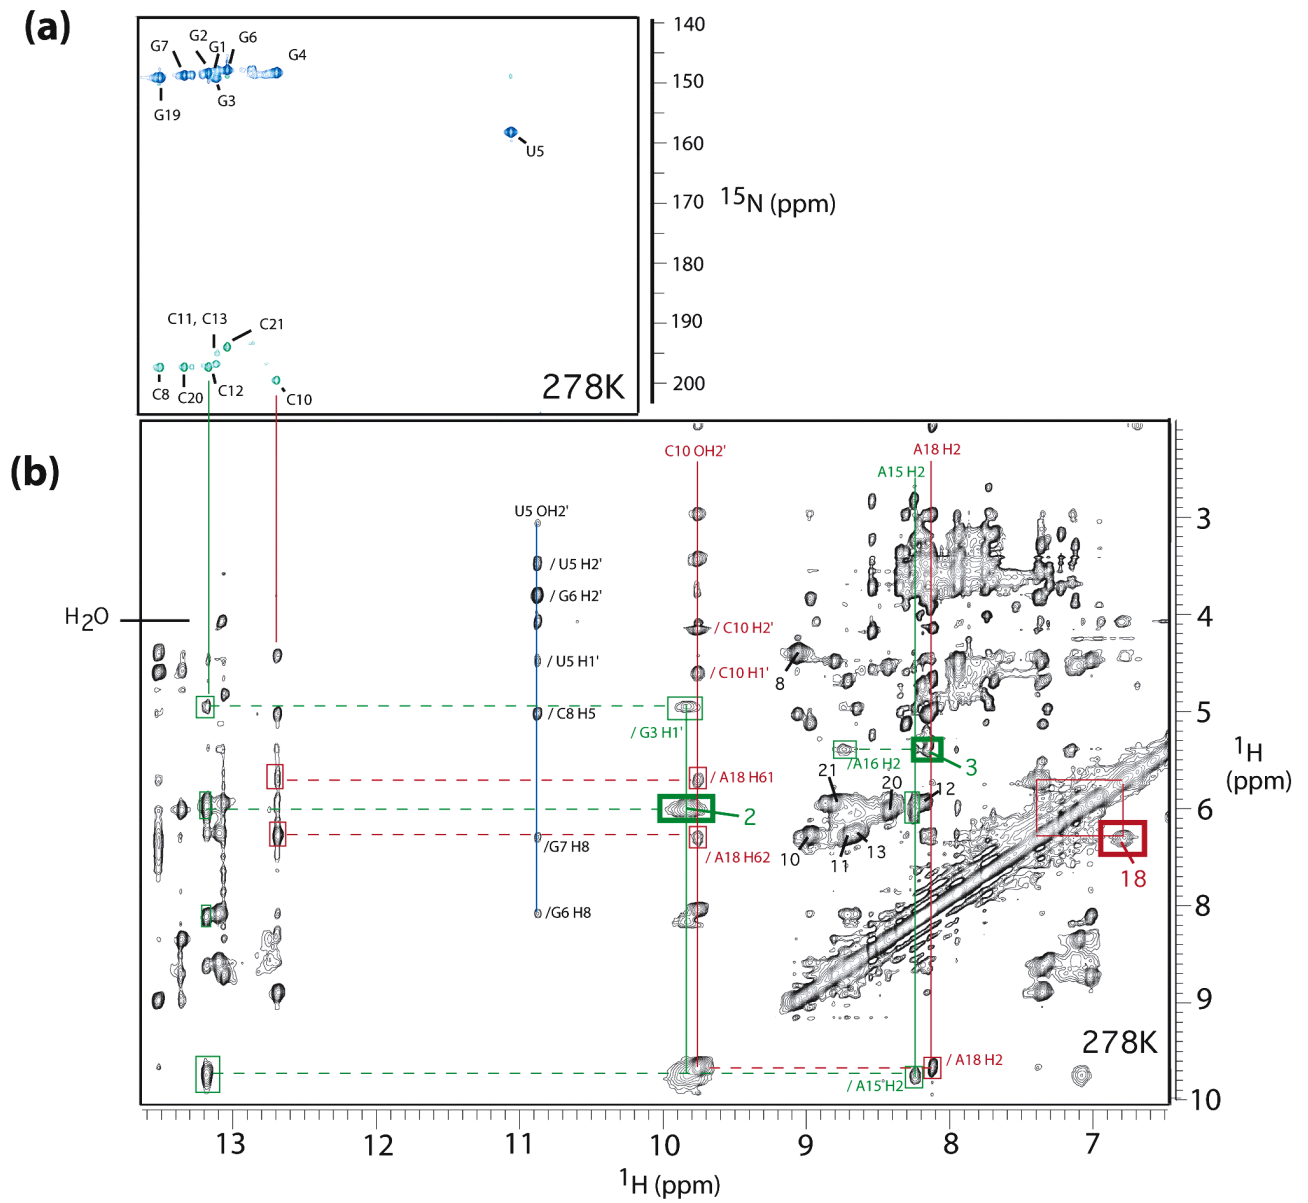 (a)
G7
G2
G1
G6
G4
G19
G3
U5
140
150
160
170
180
190
200
15N (ppm)
C11, C13
C21
C8
C20
C12
C10
278K
(b)
C10 OH2'
A18 H2
A15 H2
U5 OH2'
/ U5 H2'
/ G6 H2'
H2O
/ C10 H2'
/ U5 H1'
/ C10 H1'
8
/ C8 H5
/ G3 H1'
/A16 H2
3
/ A18 H61
21
20
12
2
10
11
13
/G7 H8
/ A18 H62
18
/G6 H8
278K
/ A18 H2
/ A15 H2
3
4
5
6
7
8
9
10
1H
(ppm)
13
12
11
10
9
8
7
1H (ppm)